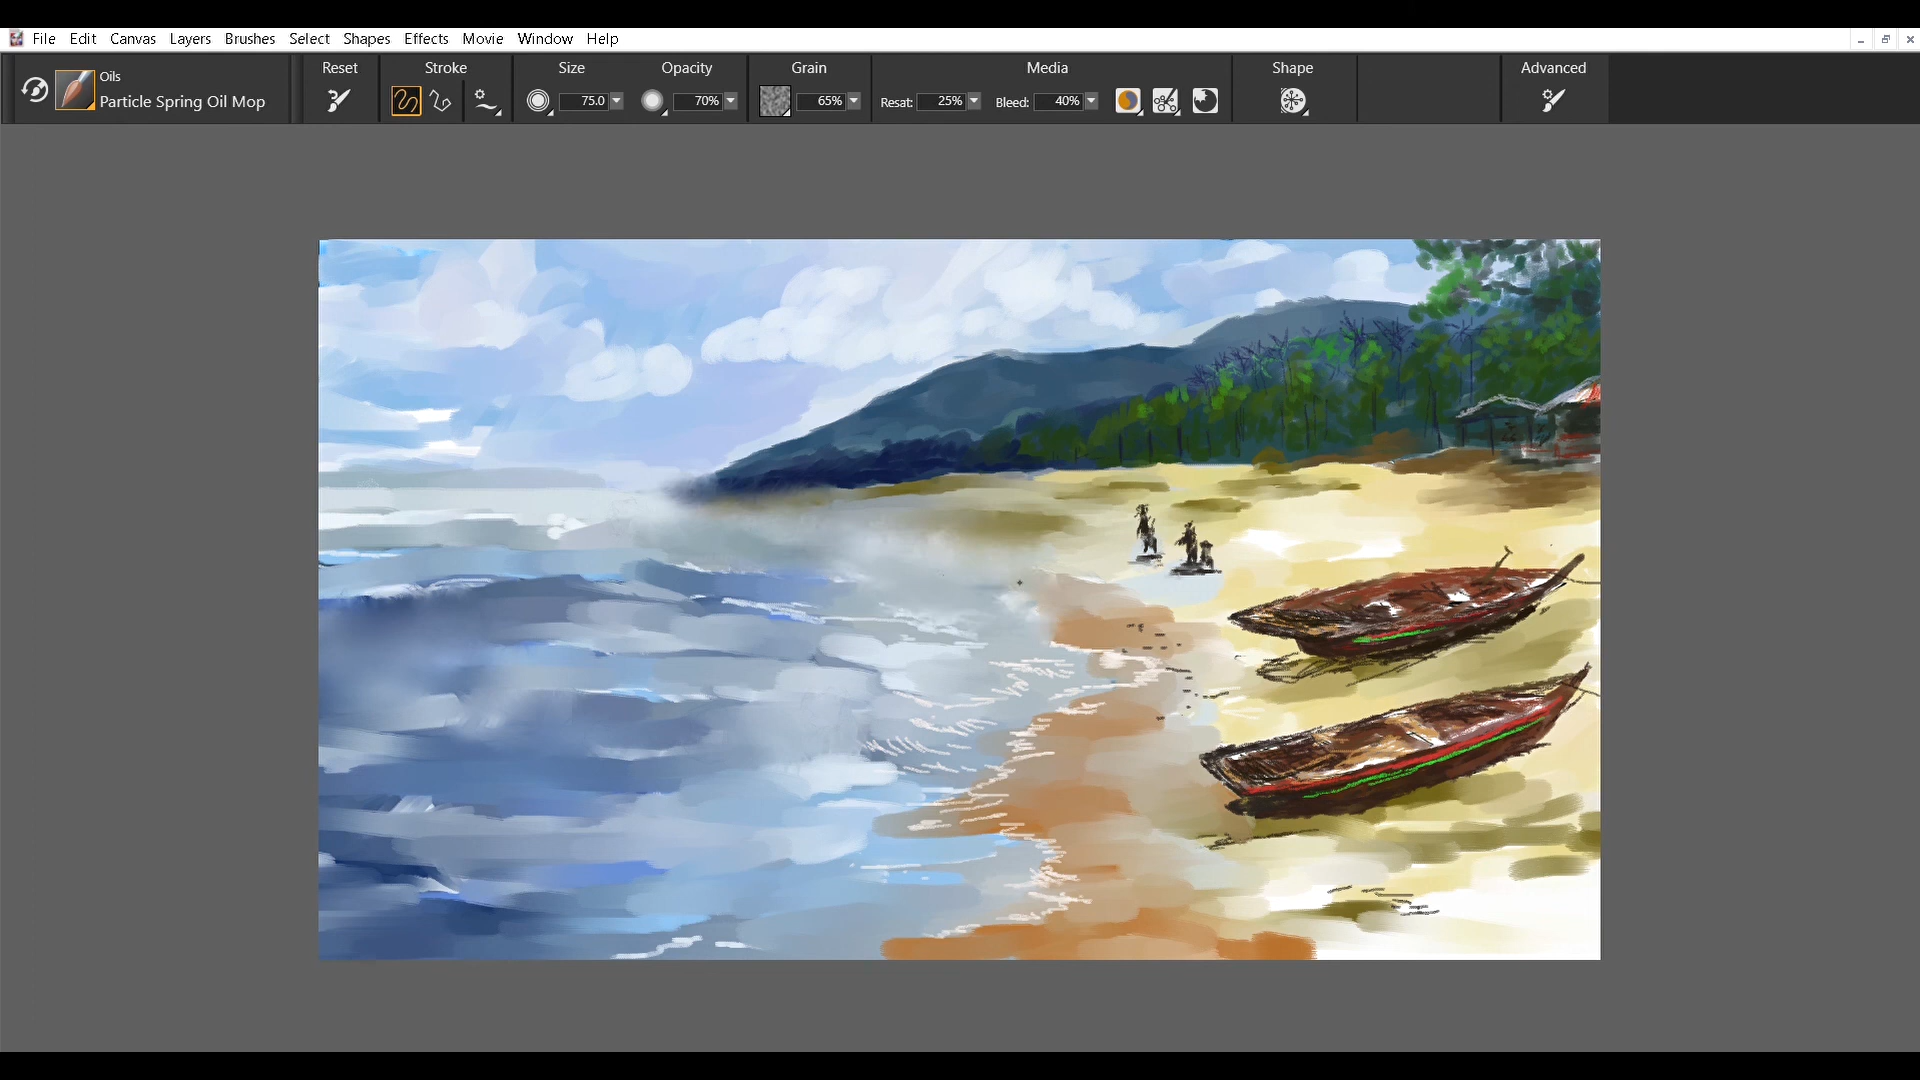 File Edit Canvas Layers Brushes Select Shapes Effects Movie Window Help
Oils
Particle Spring Oil Mop
Reset Stroke Size Opacity Grain Media Shape Advanced
75.0 70% 65% Resat: 25% Bleed: 40%